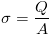 σ = Q/A